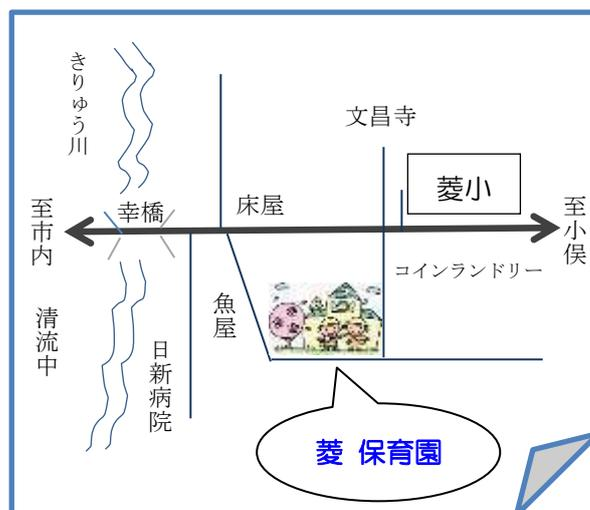 きりゅう川
文昌寺
菱小
至市内
幸橋
床屋
至小俣
コインランドリー
魚屋
清流中
日新病院
菱 保育園